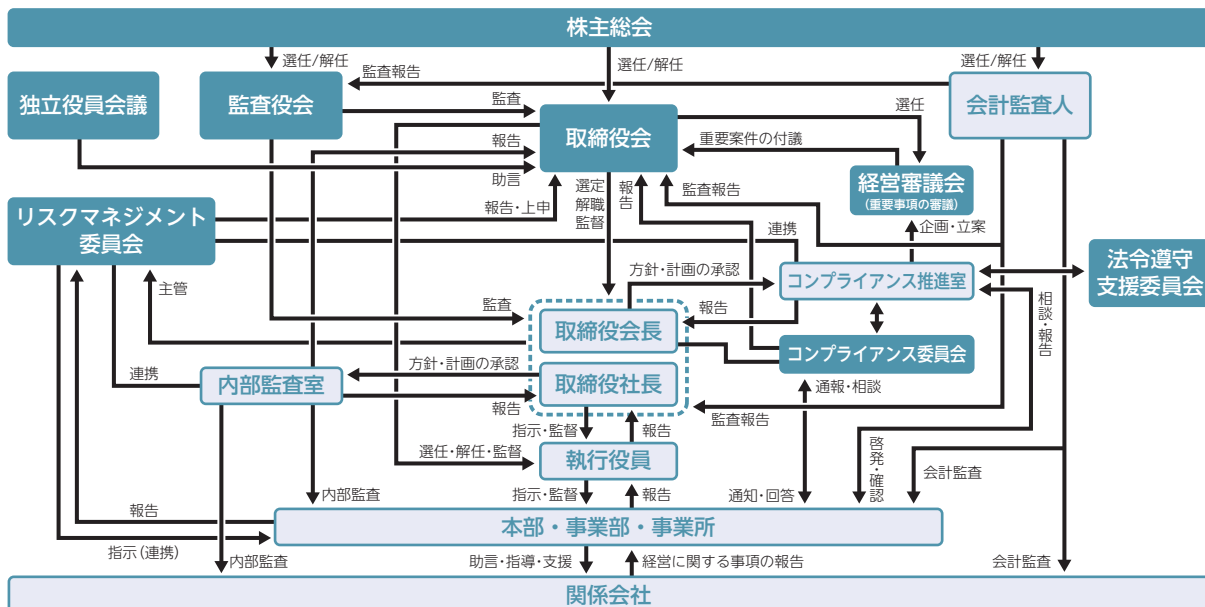 株主総会
選任/解任
選任/解任
選任/解任
監査報告
独立役員会議
監査役会
監査
取締役会
選任
会計監査人
報告
重要案件の付議
助言
経営審議会
(重要事項の審議)
選定
解職
監督
報告
監査報告
リスクマネジメント
委員会
報告・上申
連携
企画・立案
主管
方針・計画の承認
コンプライアンス推進室
法令遵守
支援委員会
監査
取締役会長
報告
相談・報告
コンプライアンス委員会
連携
内部監査室
方針・計画の承認
取締役社長
通報・相談
報告
監査報告
指示・監督
報告
選任・解任・監督
執行役員
啓発・確認
会計監査
内部監査
指示・監督
報告
通知・回答
報告
本部・事業部・事業所
指示(連携)
内部監査
助言・指導・支援
経営に関する事項の報告
会計監査
関係会社